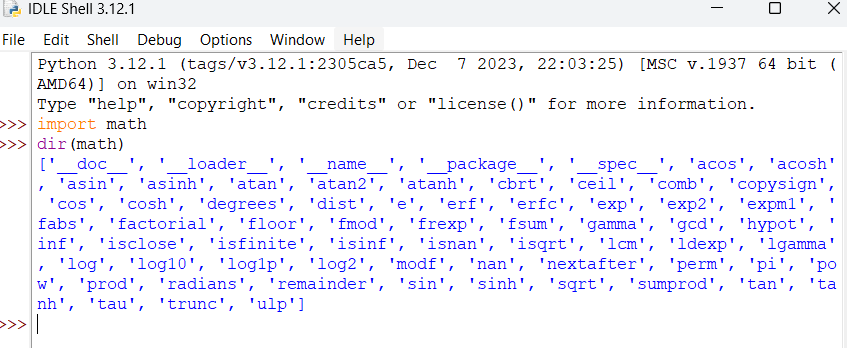 IDLE Shell 3.12.1
File Edit Shell Debug Options Window Help
Python 3.12.1 (tags/v3.12.1:2305ca5, Dec  7 2023, 22:03:25) [MSC v.1937 64 bit (
AMD64)] on win32
Type "help", "copyright", "credits" or "license()" for more information.
>>> import math
>>> dir(math)
['__doc__', '__loader__', '__name__', '__package__', '__spec__', 'acos', 'acosh'
, 'asin', 'asinh', 'atan', 'atan2', 'atanh', 'cbrt', 'ceil', 'comb', 'copysign',
 'cos', 'cosh', 'degrees', 'dist', 'e', 'erf', 'erfc', 'exp', 'exp2', 'expm1', '
fabs', 'factorial', 'floor', 'fmod', 'frexp', 'fsum', 'gamma', 'gcd', 'hypot', '
inf', 'isclose', 'isfinite', 'isinf', 'isnan', 'isqrt', 'lcm', 'ldexp', 'lgamma'
, 'log', 'log10', 'log1p', 'log2', 'modf', 'nan', 'nextafter', 'perm', 'pi', 'po
w', 'prod', 'radians', 'remainder', 'sin', 'sinh', 'sqrt', 'sumprod', 'tan', 'ta
nh', 'tau', 'trunc', 'ulp']
>>>